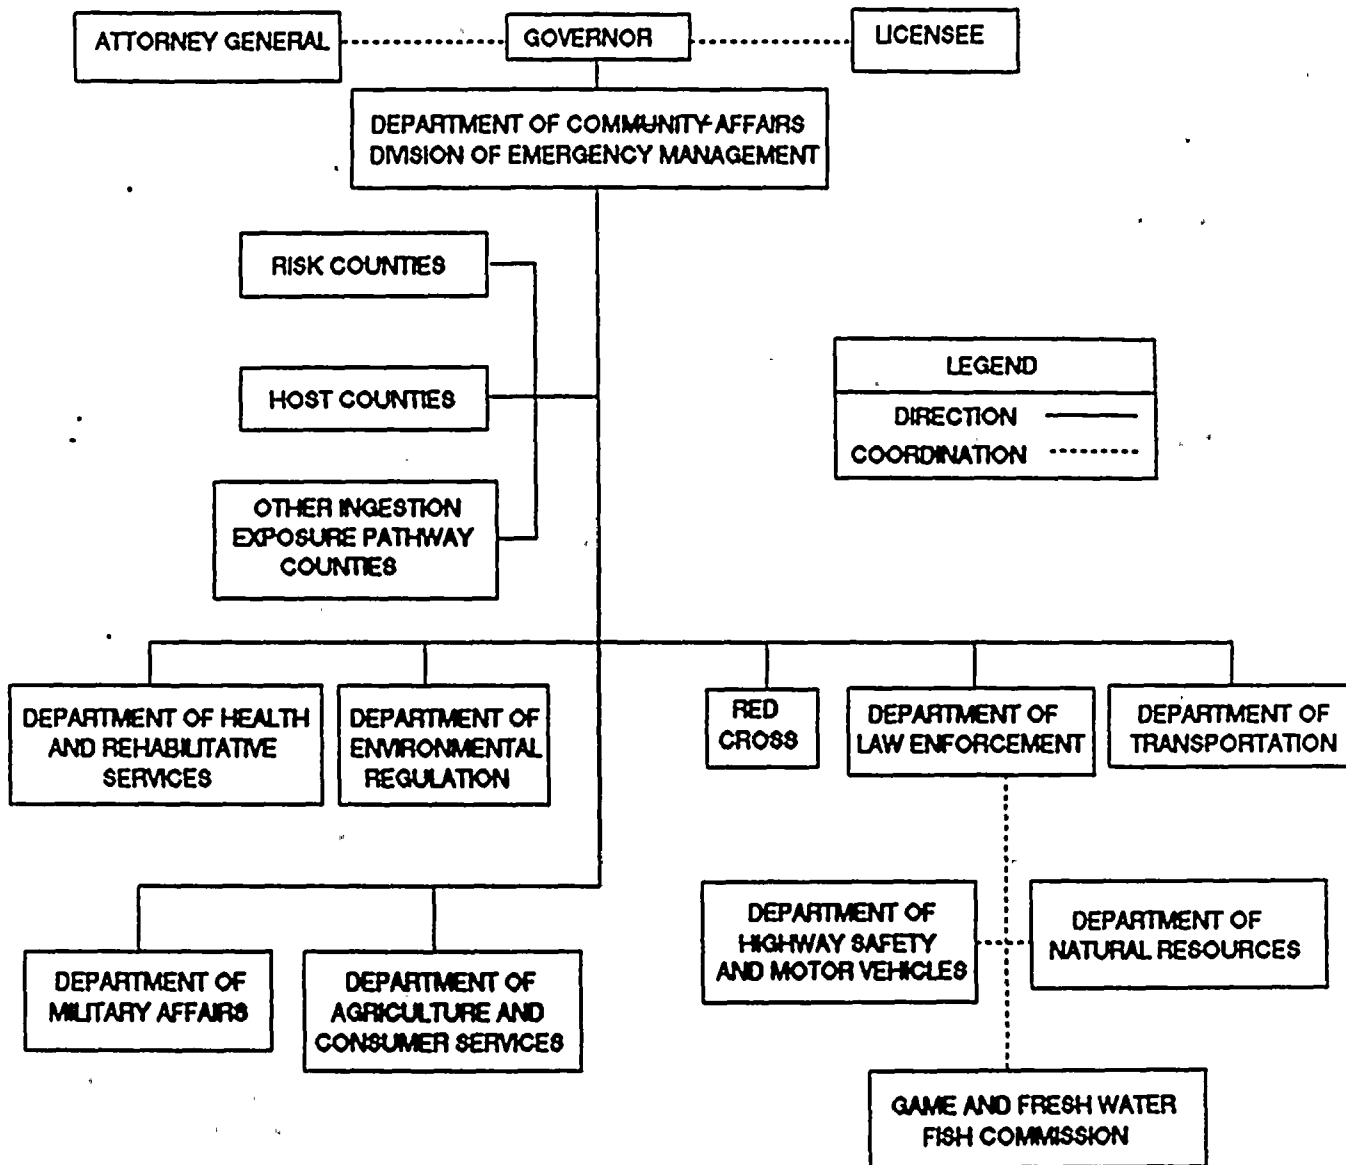 ATTORNEY GENERAL
GOVERNOR
LICENSEE
DEPARTMENT OF COMMUNITY AFFAIRS
DIVISION OF EMERGENCY MANAGEMENT
RISK COUNTIES
HOST COUNTIES
OTHER INGESTION
EXPOSURE PATHWAY
COUNTIES
LEGEND
DIRECTION
COORDINATION
DEPARTMENT OF HEALTH
AND REHABILITATIVE
SERVICES
DEPARTMENT OF
ENVIRONMENTAL
REGULATION
RED
CROSS
DEPARTMENT OF
LAW ENFORCEMENT
DEPARTMENT OF
TRANSPORTATION
DEPARTMENT OF
HIGHWAY SAFETY
AND MOTOR VEHICLES
DEPARTMENT OF
NATURAL RESOURCES
DEPARTMENT OF
MILITARY AFFAIRS
DEPARTMENT OF
AGRICULTURE AND
CONSUMER SERVICES
GAME AND FRESH WATER
FISH COMMISSION